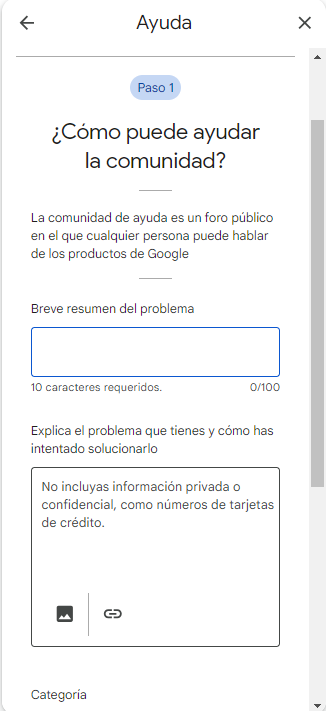 Ayuda
Paso 1
¿Cómo puede ayudar
la comunidad?
La comunidad de ayuda es un foro público
en el que cualquier persona puede hablar
de los productos de Google
Breve resumen del problema
10 caracteres requeridos. 0/100
Explica el problema que tienes y cómo has
intentado solucionarlo
No incluyas información privada o
confidencial, como números de tarjetas
de crédito.
Categoría